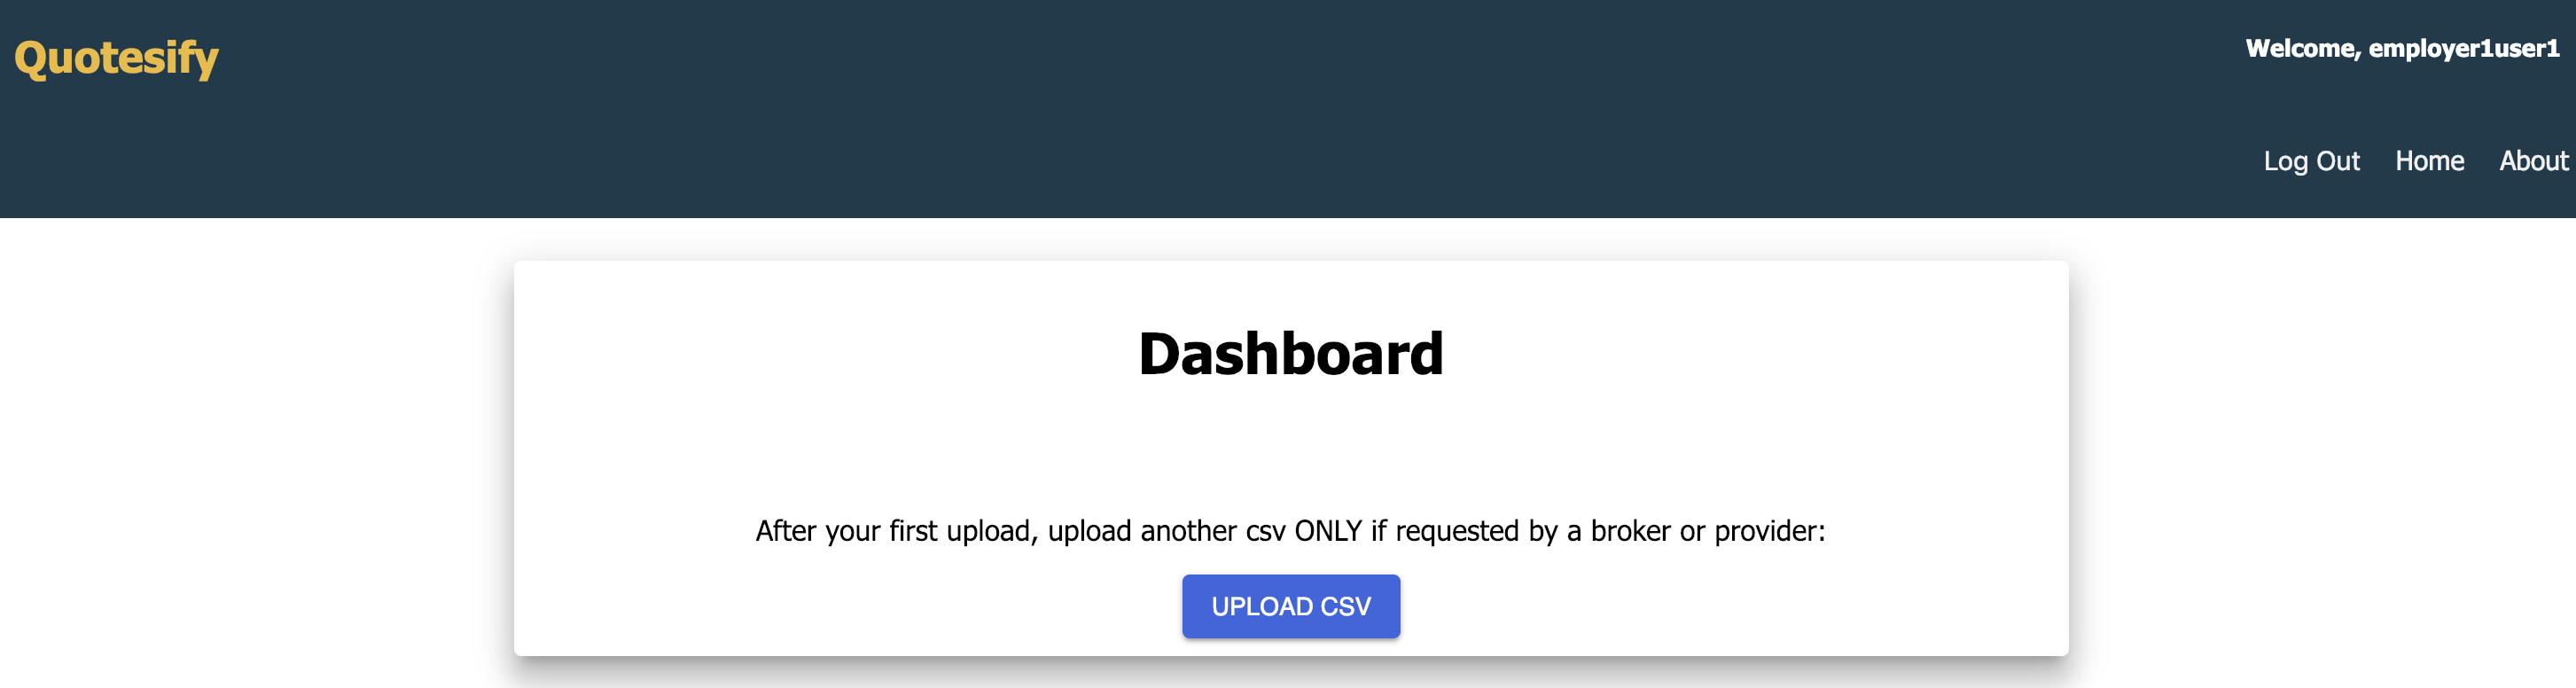 Quotesify
Welcome, employer1user1
Log Out Home About
Dashboard
After your first upload, upload another csv ONLY if requested by a broker or provider:
UPLOAD CSV